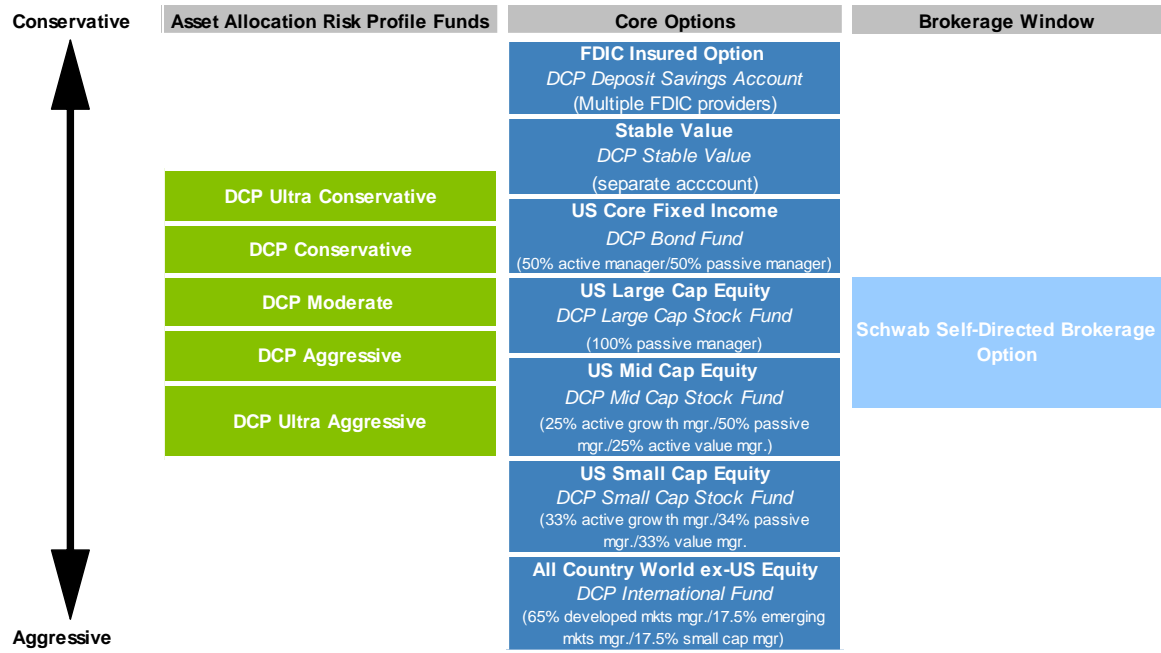 Conservative
Asset Allocation Risk Profile Funds
Core Options
Brokerage Window
FDIC Insured Option
DCP Deposit Savings Account
(Multiple FDIC providers)
Stable Value
DCP Stable Value
(separate acccount)
DCP Ultra Conservative
US Core Fixed Income
DCP Bond Fund
(50% active manager/50% passive manager)
DCP Conservative
US Large Cap Equity
DCP Large Cap Stock Fund
(100% passive manager)
DCP Moderate
Schwab Self-Directed Brokerage
Option
DCP Aggressive
US Mid Cap Equity
DCP Mid Cap Stock Fund
(25% active growth mgr./50% passive
mgr./25% active value mgr.)
DCP Ultra Aggressive
US Small Cap Equity
DCP Small Cap Stock Fund
(33% active growth mgr./34% passive
mgr./33% value mgr.
All Country World ex-US Equity
DCP International Fund
(65% developed mkts mgr./17.5% emerging
mkts mgr./17.5% small cap mgr)
Aggressive